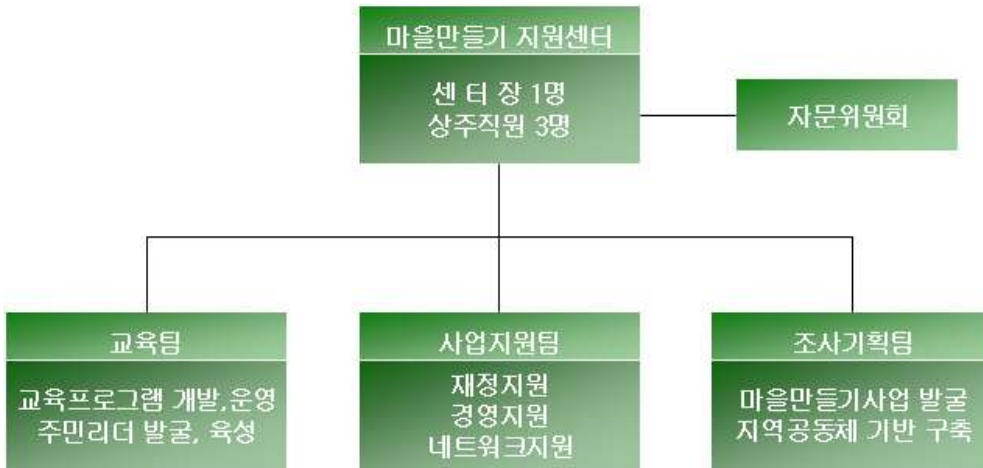 마을만들기 지원센터
센 터 장 1명
상주직원 3명
자문위원회
교육팀
교육프로그램 개발,운영
주민리더 발굴, 육성
사업지원팀
재정지원
경영지원
네트워크지원
조사기획팀
마을만들기사업 발굴
지역공동체 기반 구축